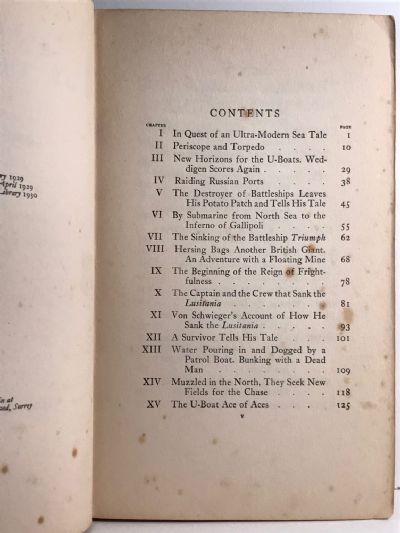 ry 1929
April 1929
Library 1930
in at
CONTENTS
CHAPTER PAGE
I In Quest of an Ultra-Modern Sea Tale 1
II Periscope and Torpedo . . . . 10
III New Horizons for the U-Boats. Wed-
digen Scores Again . . . . 29
IV Raiding Russian Ports . . . . 38
V The Destroyer of Battleships Leaves
His Potato Patch and Tells His Tale 45
VI By Submarine from North Sea to the
Inferno of Gallipoli . . . . 55
VII The Sinking of the Battleship Triumph 62
VIII Hersing Bags Another British Giant.
An Adventure with a Floating Mine 68
IX The Beginning of the Reign of Fright-
fulness . . . . . 78
X The Captain and the Crew that Sank the
Lusitania . . . . . 81
XI Von Schwieger's Account of How He
Sank the Lusitania . . . . 93
XII A Survivor Tells His Tale . . . 101
XIII Water Pouring in and Dogged by a
Patrol Boat. Bunking with a Dead
Man . . . . . . 109
XIV Muzzled in the North, They Seek New
Fields for the Chase . . . . 118
XV The U-Boat Ace of Aces . . . . 125
v